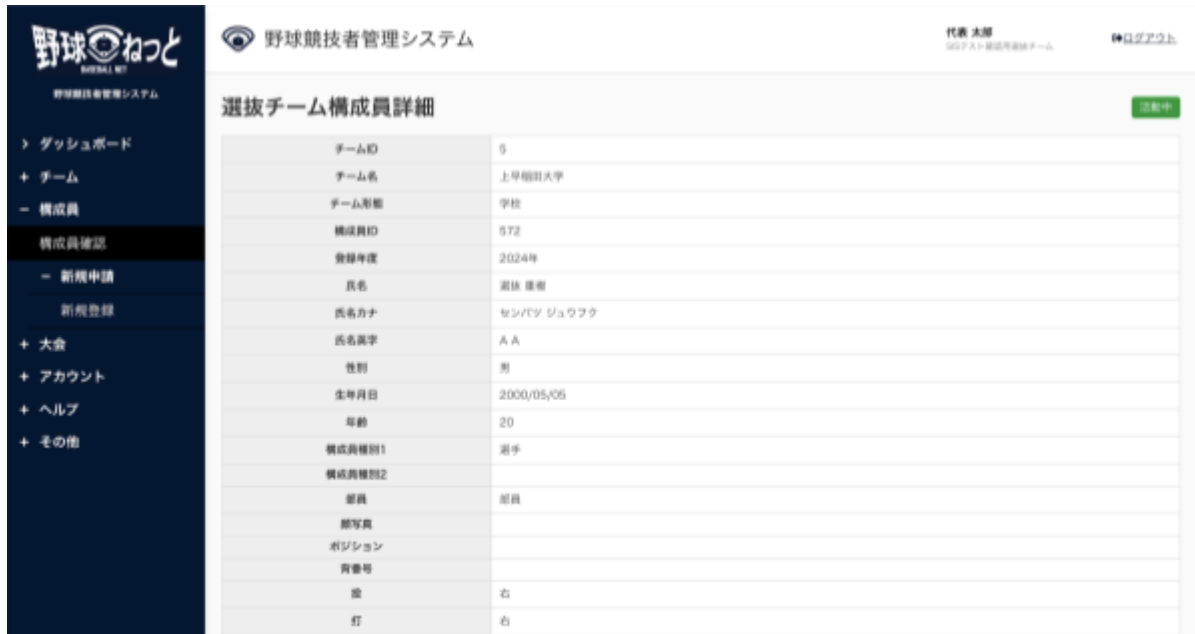 野球ねっと
BASEBALL NET
野球競技者管理システム
野球競技者管理システム
代表 太郎
ログアウト
> ダッシュボード
+ チーム
− 構成員
構成員確認
− 新規申請
新規登録
+ 大会
+ アカウント
+ ヘルプ
+ その他
選抜チーム構成員詳細
活動中
チームID 5
チーム名 上早稲田大学
チーム形態 学校
構成員ID 572
登録年度 2024年
氏名 選抜 重複
氏名カナ センバツ ジュウフク
氏名英字 A A
性別 男
生年月日 2000/05/05
年齢 20
構成員種別1 選手
構成員種別2
部員 部員
顔写真
ポジション
背番号
投 右
打 右